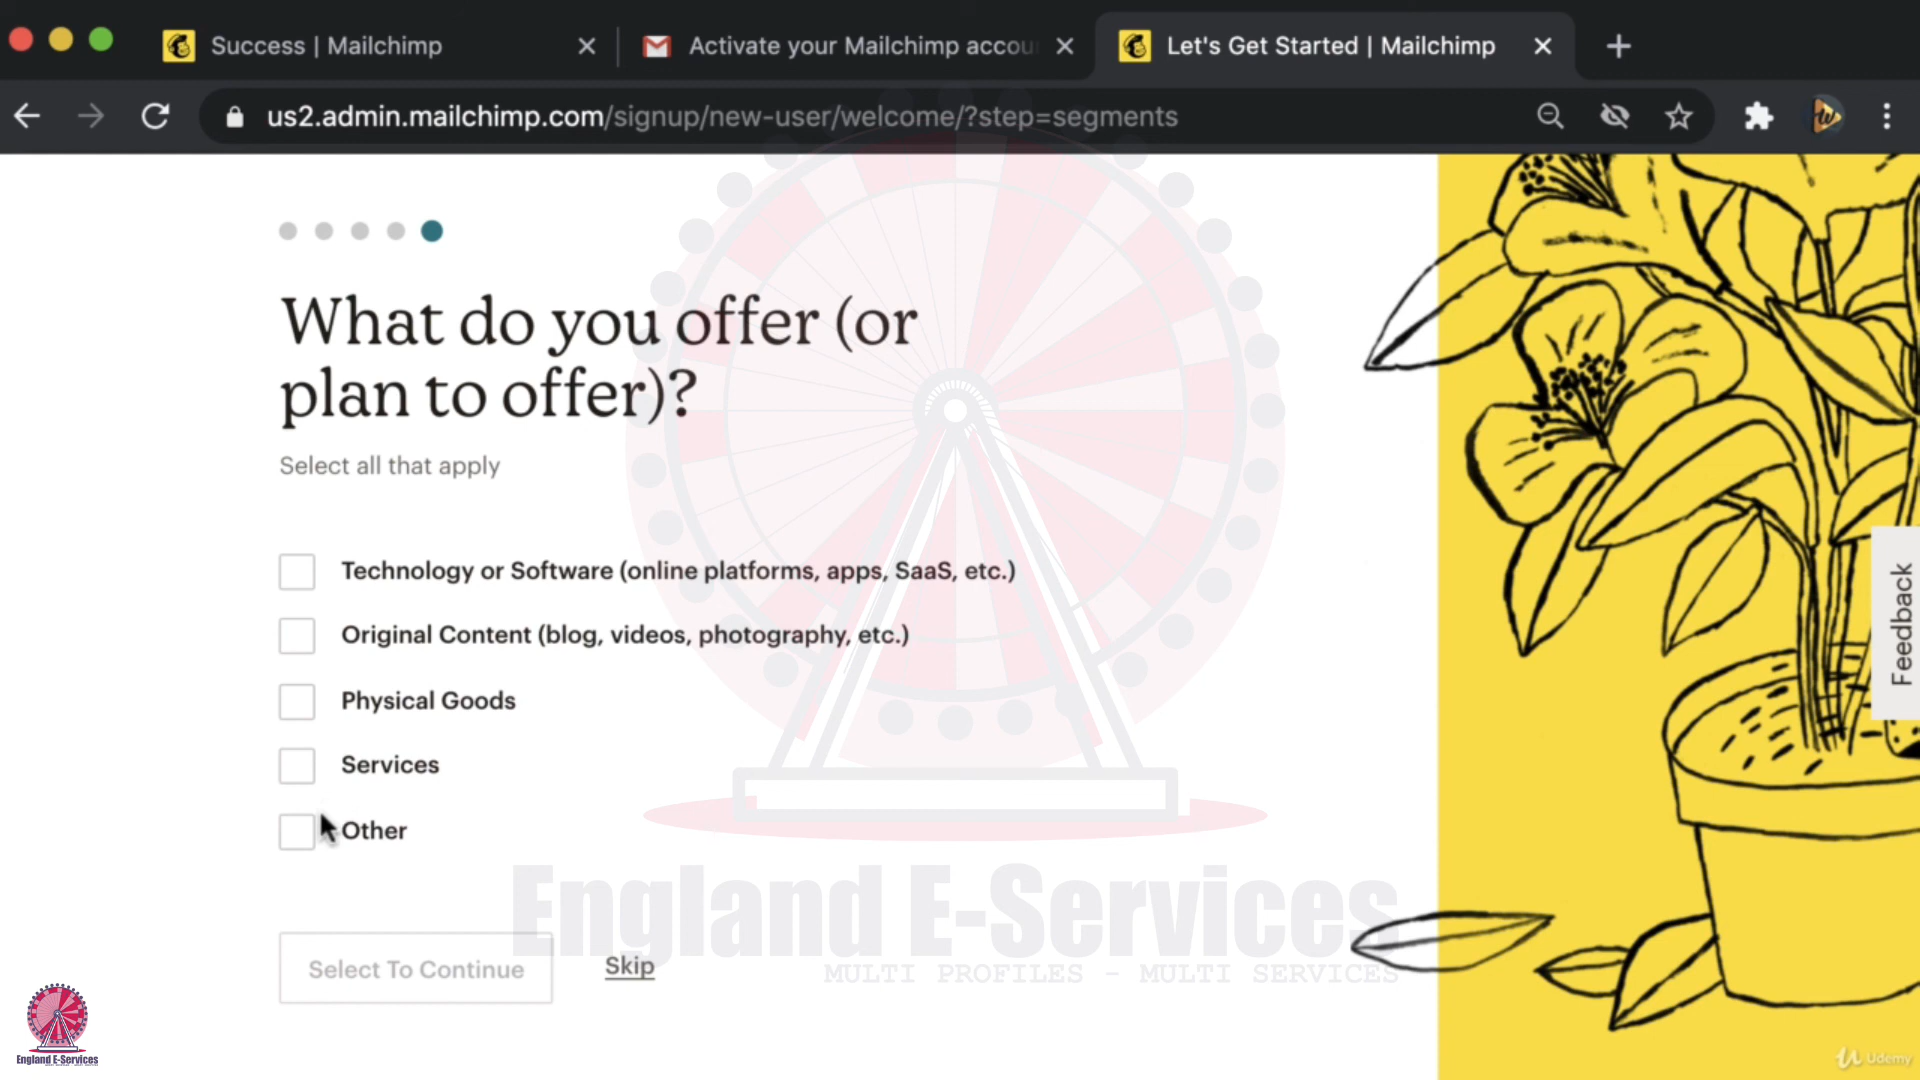 Success | Mailchimp
Activate your Mailchimp accou
Let's Get Started | Mailchimp
us2.admin.mailchimp.com/signup/new-user/welcome/?step=segments
What do you offer (or
plan to offer)?
Select all that apply
Technology or Software (online platforms, apps, SaaS, etc.)
Original Content (blog, videos, photography, etc.)
Physical Goods
Services
Other
Select To Continue
Skip
Feedback
England E-Services
MULTI PROFILES - MULTI SERVICES
England E-Services
Udemy